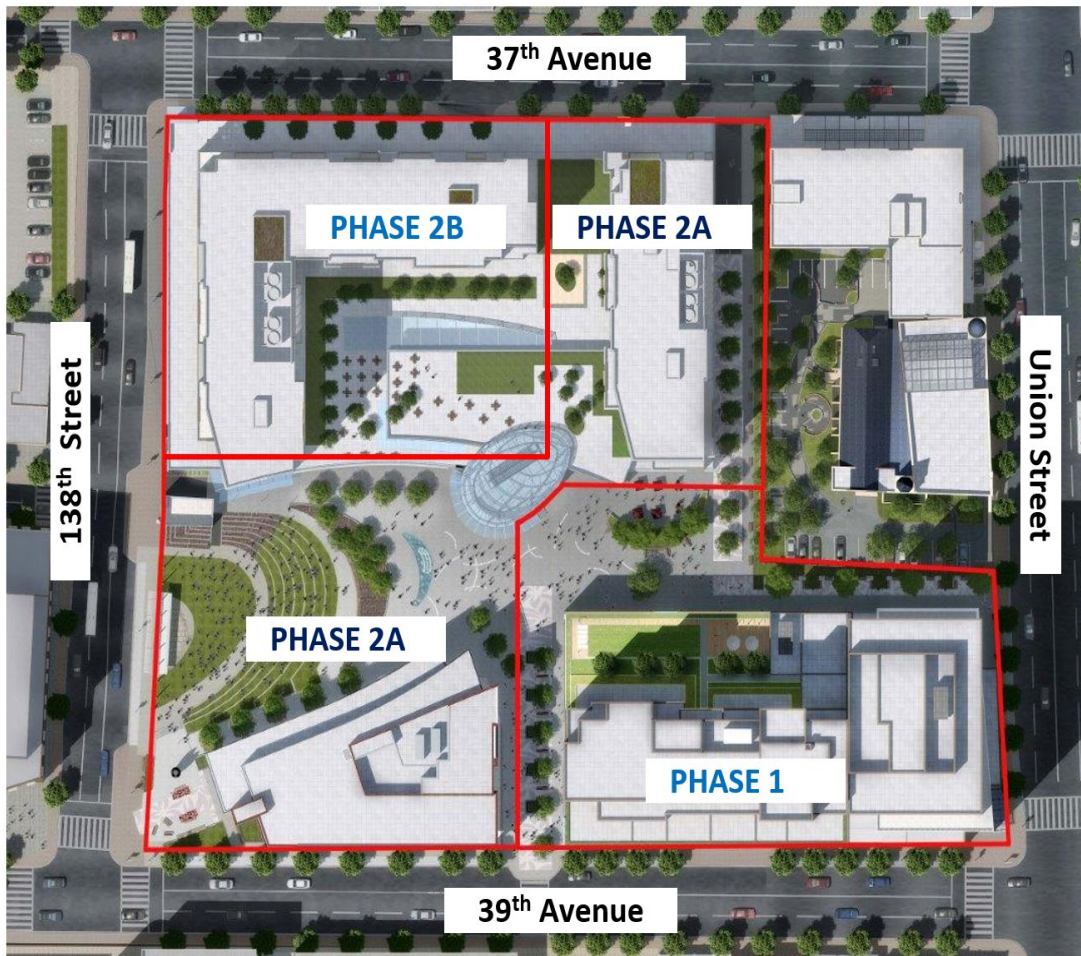 37th Avenue
PHASE 2B
PHASE 2A
138th Street
Union Street
PHASE 2A
PHASE 1
39th Avenue